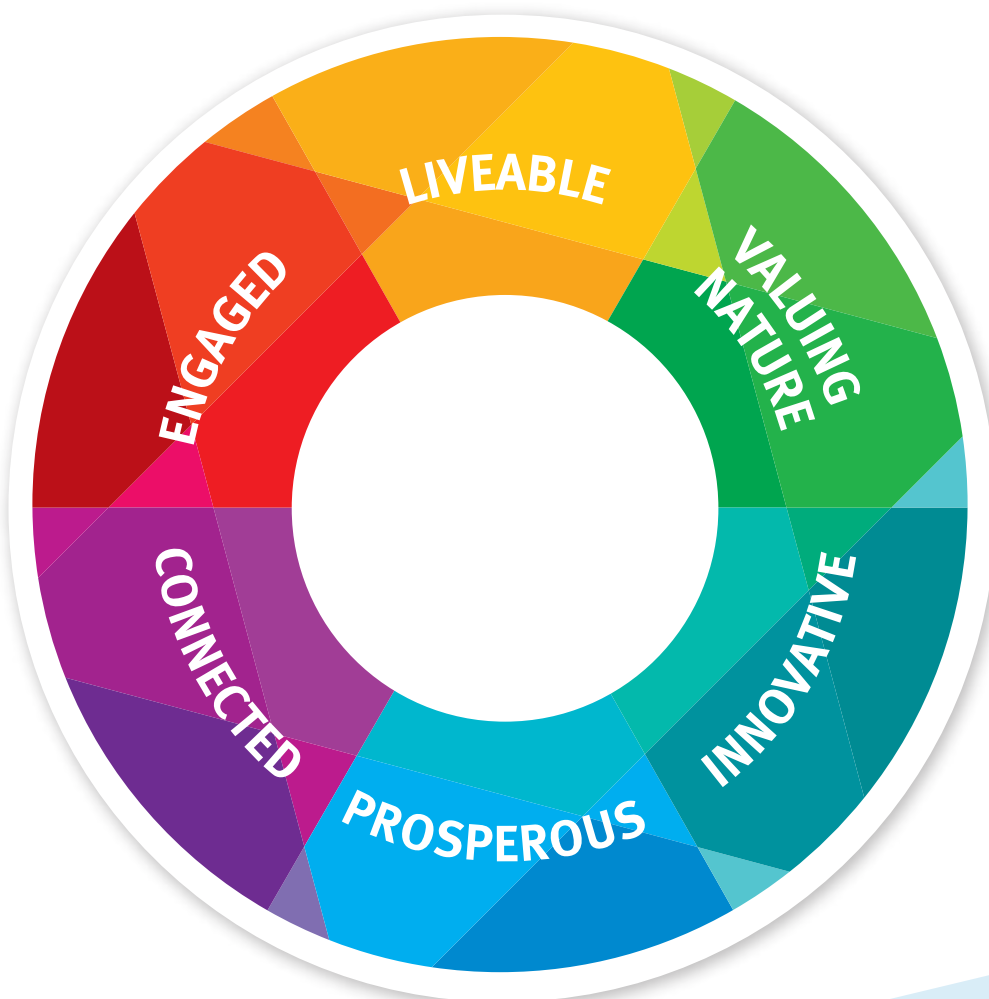 LIVEABLE
VALUING
NATURE
INNOVATIVE
PROSPEROUS
CONNECTED
ENGAGED